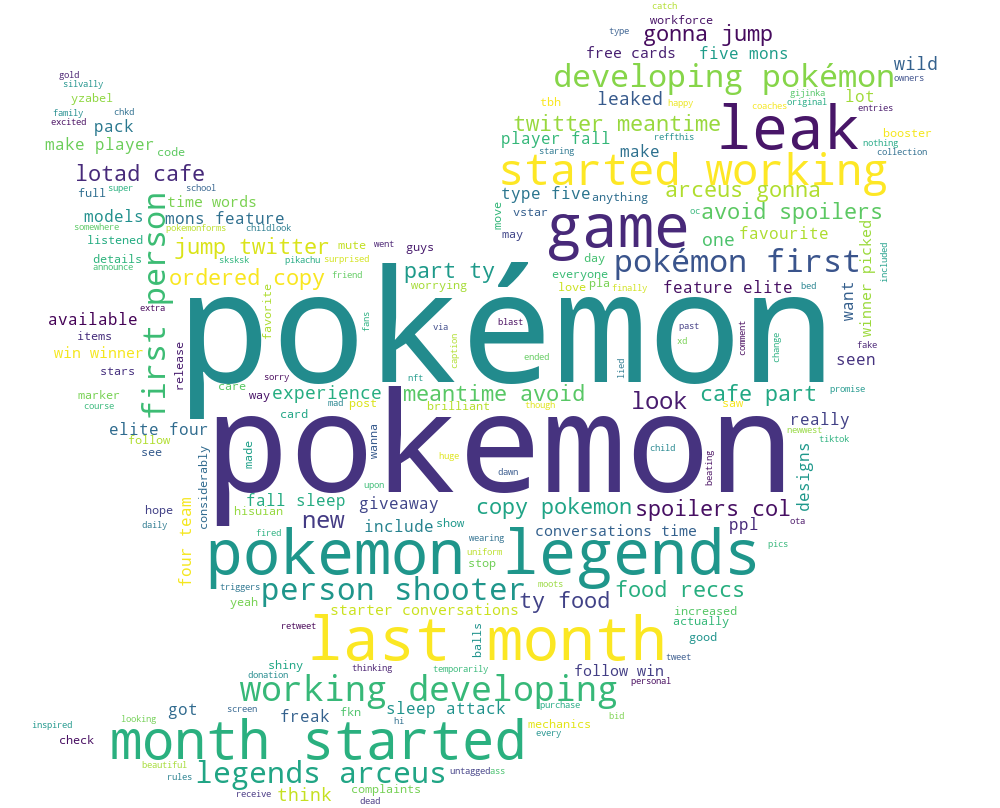 catch
workforce
type
gonna jump
free cards
five mons
wild
gold
silvally
developing pokémon
owners
yzabel
gijinka
tbh
leaked
happy
coaches
original
lot
family
chkd
entries
excited
pack
leak
twitter meantime
booster
make player
code
player fall
reffthis
make
nothing
staring
collection
lotad cafe
started working
full
super
school
type five
anything
arceus gonna
time words
move
models
mons feature
vstar
oc
avoid spoilers
somewhere
pokemonforms
childlook
game
one
favourite
listened
jump twitter
mute
went
guys
may
day
winner picked
included
details
sksksk
pikachu
surprised
everyone
pokémon first
announce
ordered copy
friend
part ty
pla
want
first person
worrying
love
finally
feature elite
bed
extra
favorite
pokémon
available
fans
via
blast
past
comment
fake
items
release
xd
change
win winner
caption
ended
lied
seen
stars
sorry
nft
care
way
experience
meantime avoid
look
cafe part
promise
marker
course
card
mad
post
brilliant
though
saw
elite four
pokemon
really
newwest
follow
made
wanna
child
designs
tiktok
see
considerably
huge
dawn
beating
upon
hope
fall sleep
giveaway
copy pokemon
spoilers col
hisuian
daily
new
include
show
conversations time
ppl
ota
four team
fired
wearing
pokemon legends
uniform
pics
stop
triggers
yeah
person shooter
moots
food reccs
ty food
starter conversations
increased
actually
retweet
last month
balls
good
tweet
shiny
thinking
temporarily
follow win
donation
personal
working developing
got
screen
freak
fkn
sleep attack
purchase
inspired
looking
hi
mechanics
bid
check
month started
every
beautiful
rules
legends arceus
untagged
ass
receive
think
complaints
dead